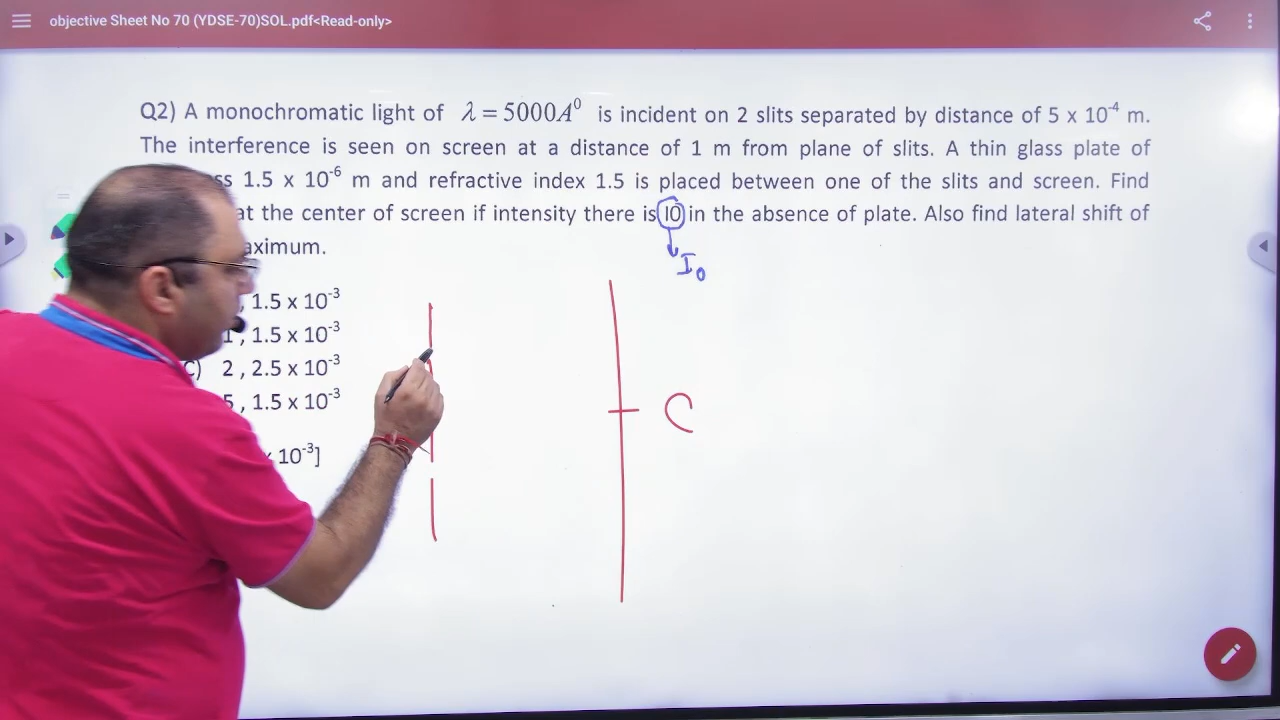 objective Sheet No 70 (YDSE-70)SOL.pdf<Read-only>
Q2) A monochromatic light of λ = 5000A⁰ is incident on 2 slits separated by distance of 5 x 10⁻⁴ m.
The interference is seen on screen at a distance of 1 m from plane of slits. A thin glass plate of
1.5 x 10⁻⁶ m and refractive index 1.5 is placed between one of the slits and screen. Find
at the center of screen if intensity there is 10 in the absence of plate. Also find lateral shift of
I₀
, 1.5 x 10⁻³
, 1.5 x 10⁻³
C) 2 , 2.5 x 10⁻³
, 1.5 x 10⁻³
C
10⁻³]